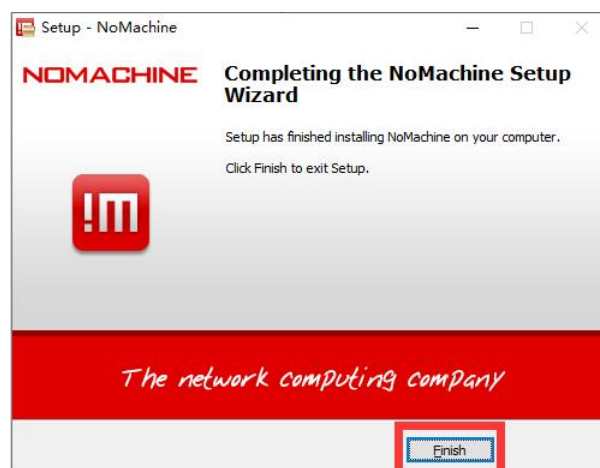 Setup - NoMachine
NOMACHINE
Completing the NoMachine Setup
Wizard
Setup has finished installing NoMachine on your computer.
Click Finish to exit Setup.
!M
The network computing company
Finish